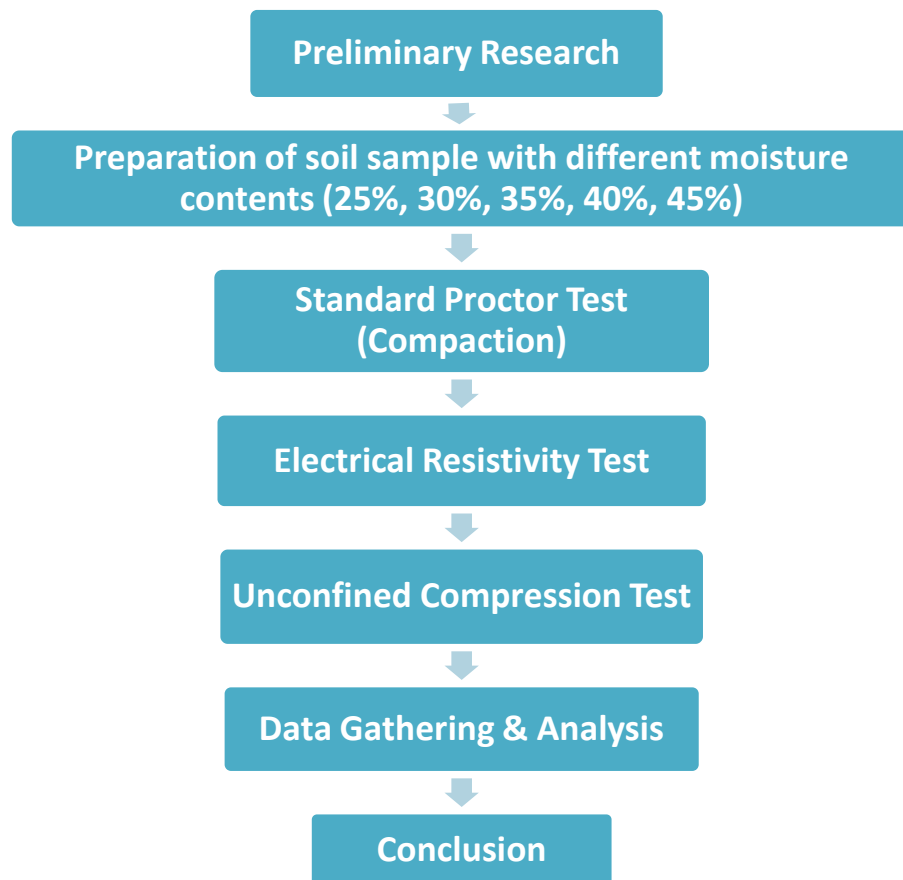 Preliminary Research
Preparation of soil sample with different moisture
contents (25%, 30%, 35%, 40%, 45%)
Standard Proctor Test
(Compaction)
Electrical Resistivity Test
Unconfined Compression Test
Data Gathering & Analysis
Conclusion